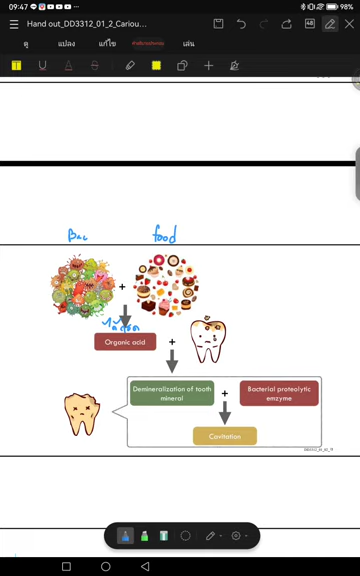 09:47
98%
Hand out_DD3312_01_2_Cariou...
48
ดู
แปลง
แก้ไข
เล่น
T U A S
Bac
food
+
Organic acid
+
Demineralization of tooth
mineral
+
Bacterial proteolytic
emzyme
Cavitation